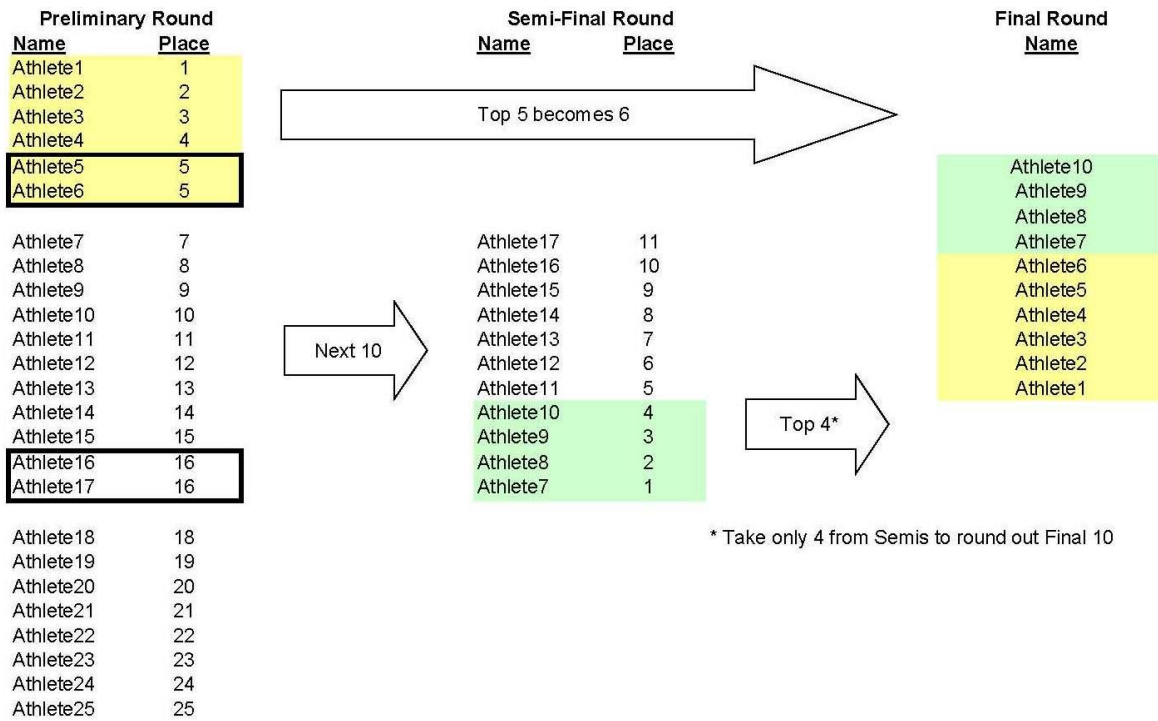 Preliminary Round Semi-Final Round Final Round
Name Place Name Place Name
Athlete1 1
Athlete2 2
Athlete3 3 Top 5 becomes 6
Athlete4 4
Athlete5 5 Athlete10
Athlete6 5 Athlete9
Athlete8
Athlete7 7 Athlete17 11 Athlete7
Athlete8 8 Athlete16 10 Athlete6
Athlete9 9 Athlete15 9 Athlete5
Athlete10 10 Athlete14 8 Athlete4
Athlete11 11 Next 10 Athlete13 7 Athlete3
Athlete12 12 Athlete12 6 Athlete2
Athlete13 13 Athlete11 5 Athlete1
Athlete14 14 Athlete10 4 Top 4*
Athlete15 15 Athlete9 3
Athlete16 16 Athlete8 2
Athlete17 16 Athlete7 1
Athlete18 18 * Take only 4 from Semis to round out Final 10
Athlete19 19
Athlete20 20
Athlete21 21
Athlete22 22
Athlete23 23
Athlete24 24
Athlete25 25